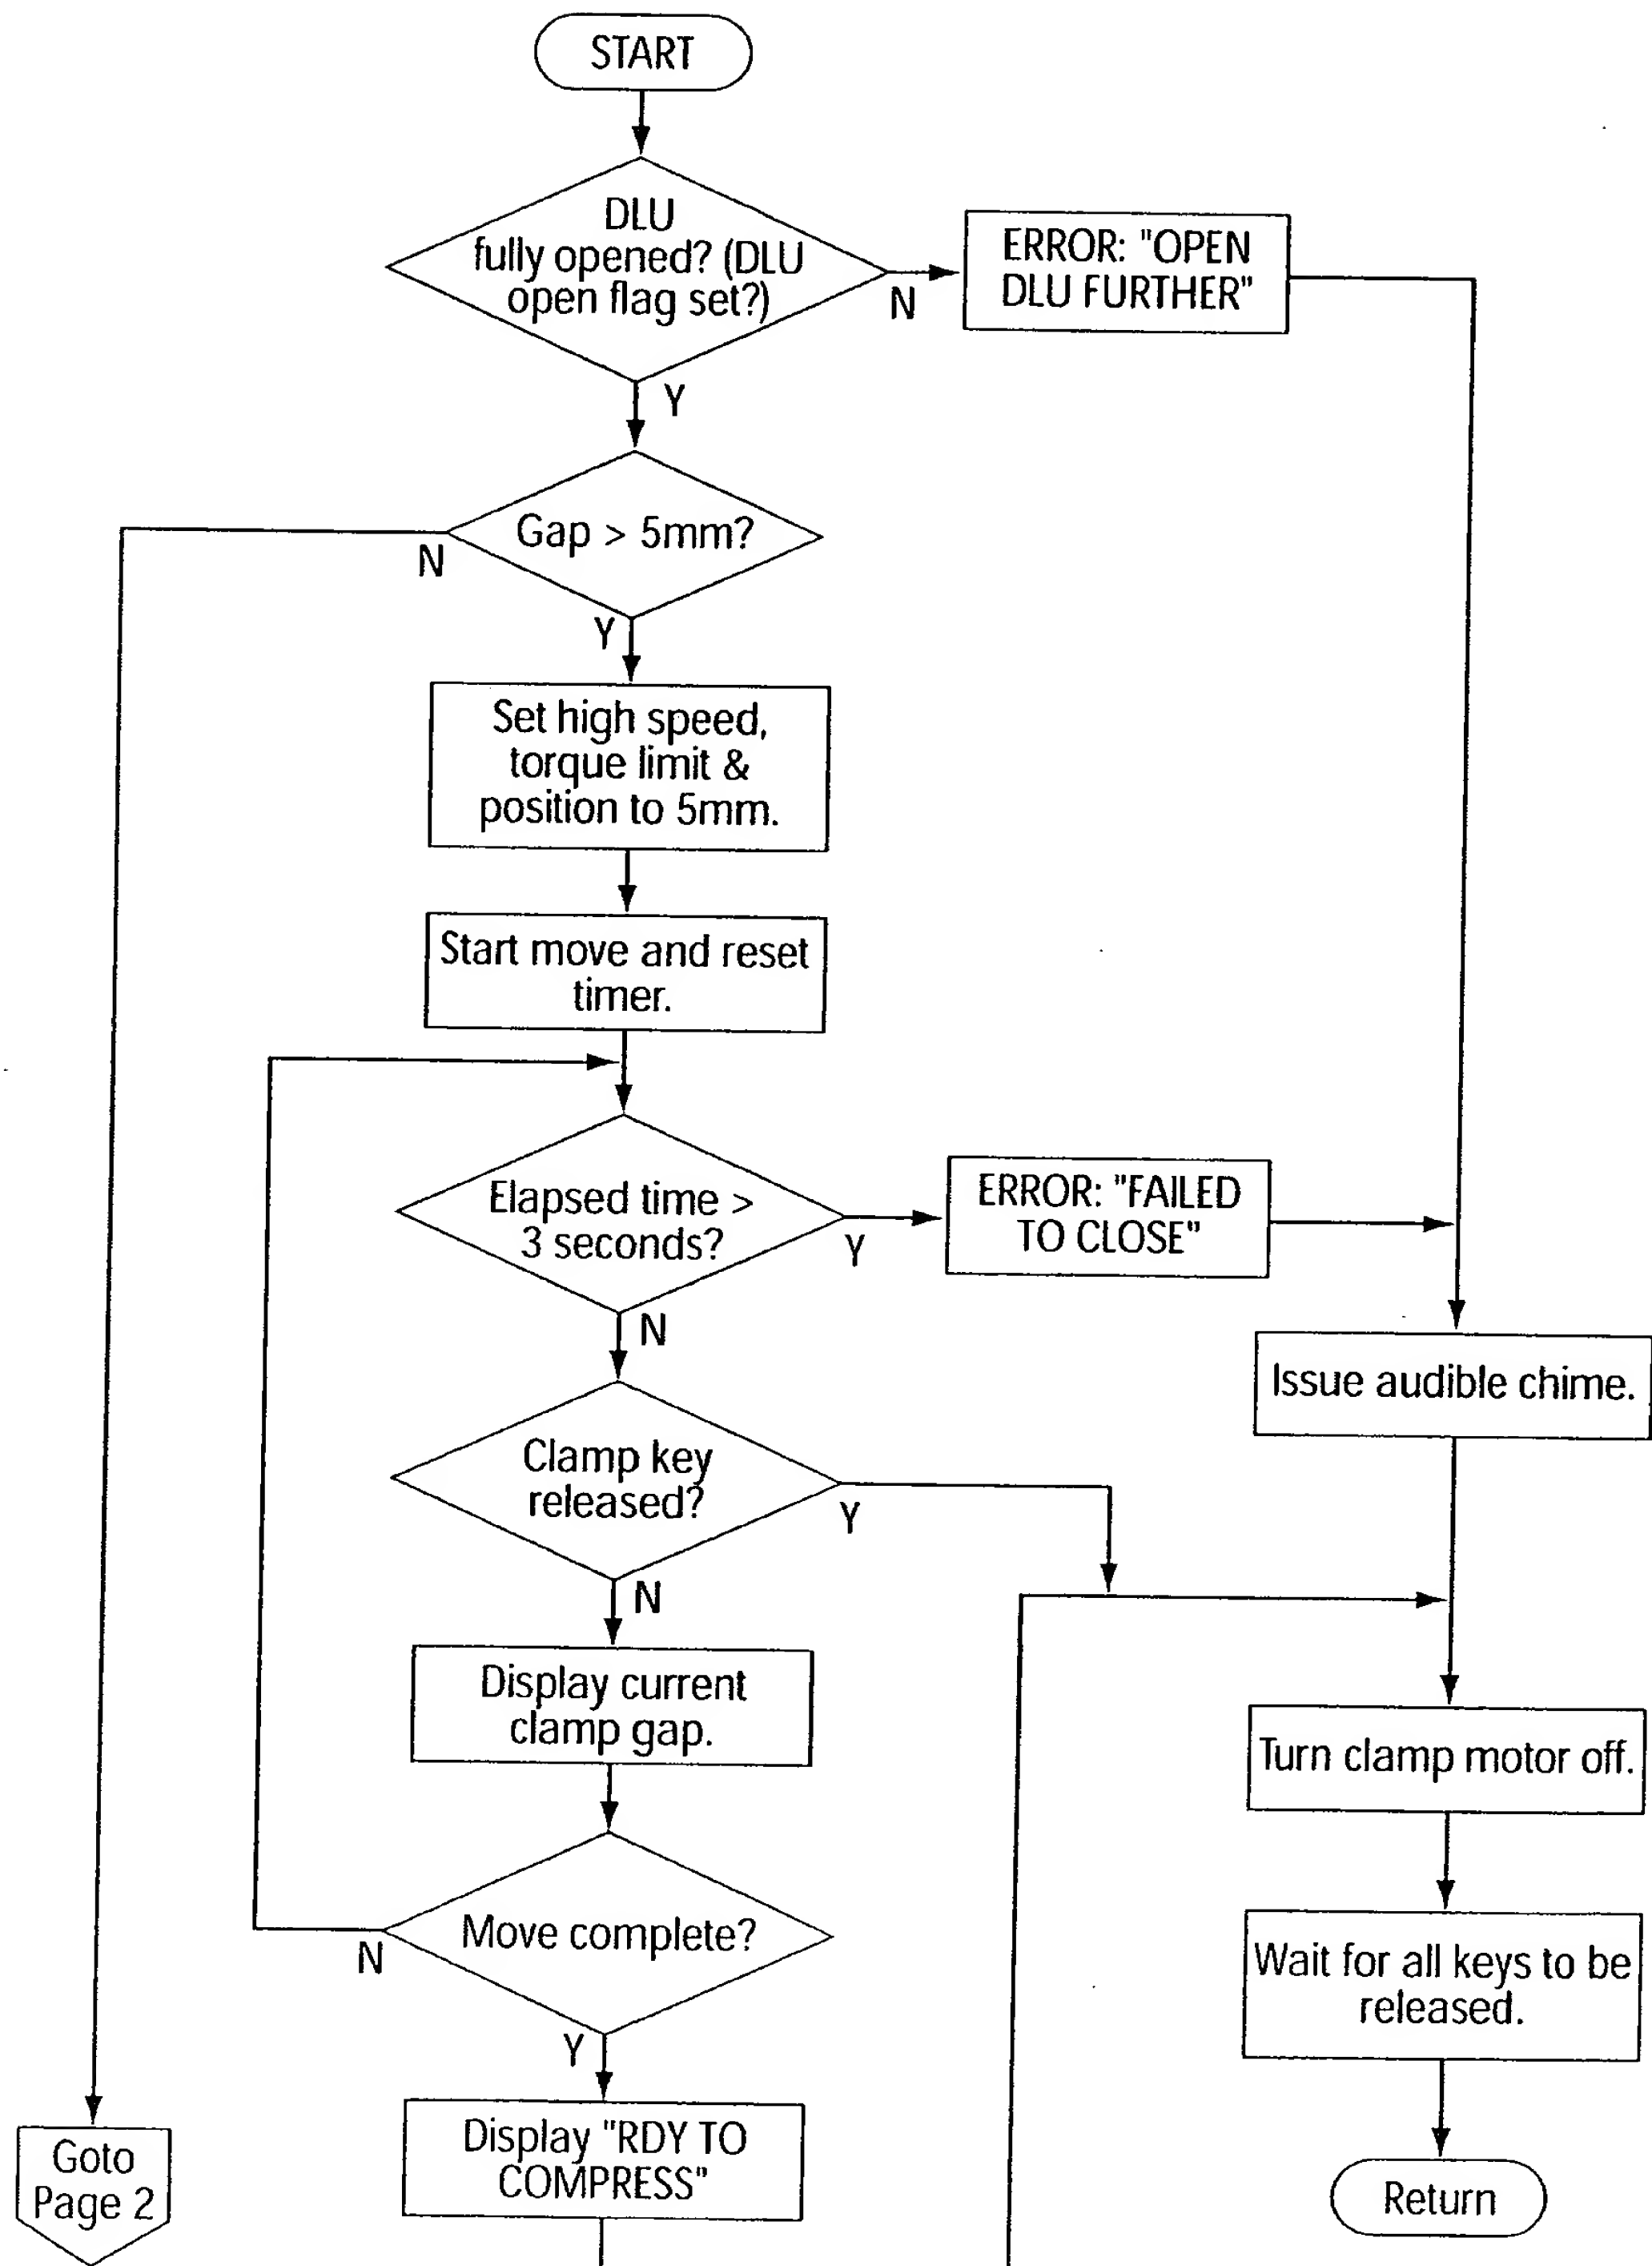 START
DLU
fully opened? (DLU
open flag set?)
N
ERROR: "OPEN
DLU FURTHER"
Y
Gap > 5mm?
N
Y
Set high speed,
torque limit &
position to 5mm.
Start move and reset
timer.
Elapsed time >
3 seconds?
Y
ERROR: "FAILED
TO CLOSE"
N
Issue audible chime.
Clamp key
released?
Y
N
Display current
clamp gap.
Turn clamp motor off.
Move complete?
N
Wait for all keys to be
released.
Y
Display "RDY TO
COMPRESS"
Goto
Page 2
Return